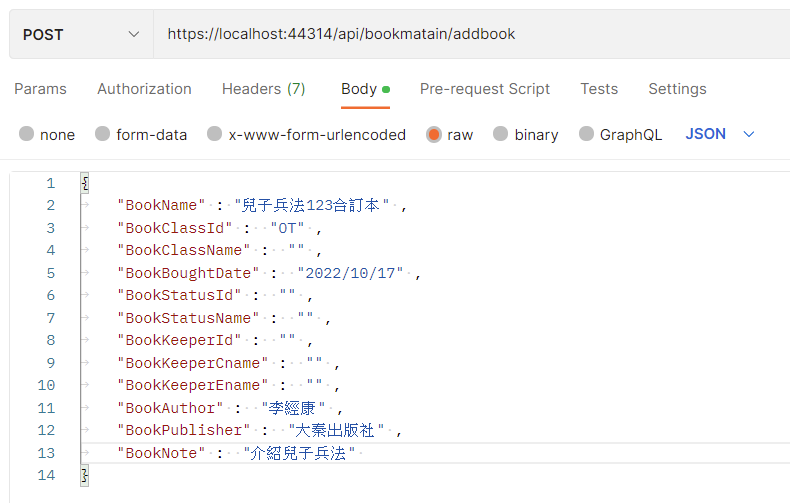 POST https://localhost:44314/api/bookmatain/addbook
Params Authorization Headers (7) Body Pre-request Script Tests Settings
none form-data x-www-form-urlencoded raw binary GraphQL JSON
1 {
2 "BookName" : "兒子兵法123合訂本" ,
3 "BookClassId" : "OT" ,
4 "BookClassName" : "" ,
5 "BookBoughtDate" : "2022/10/17" ,
6 "BookStatusId" : "" ,
7 "BookStatusName" : "" ,
8 "BookKeeperId" : "" ,
9 "BookKeeperCname" : "" ,
10 "BookKeeperEname" : "" ,
11 "BookAuthor" : "李經康" ,
12 "BookPublisher" : "大秦出版社" ,
13 "BookNote" : "介紹兒子兵法"
14 }